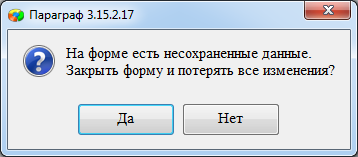 Параграф 3.15.2.17
На форме есть несохраненные данные.
Закрыть форму и потерять все изменения?
Да
Нет